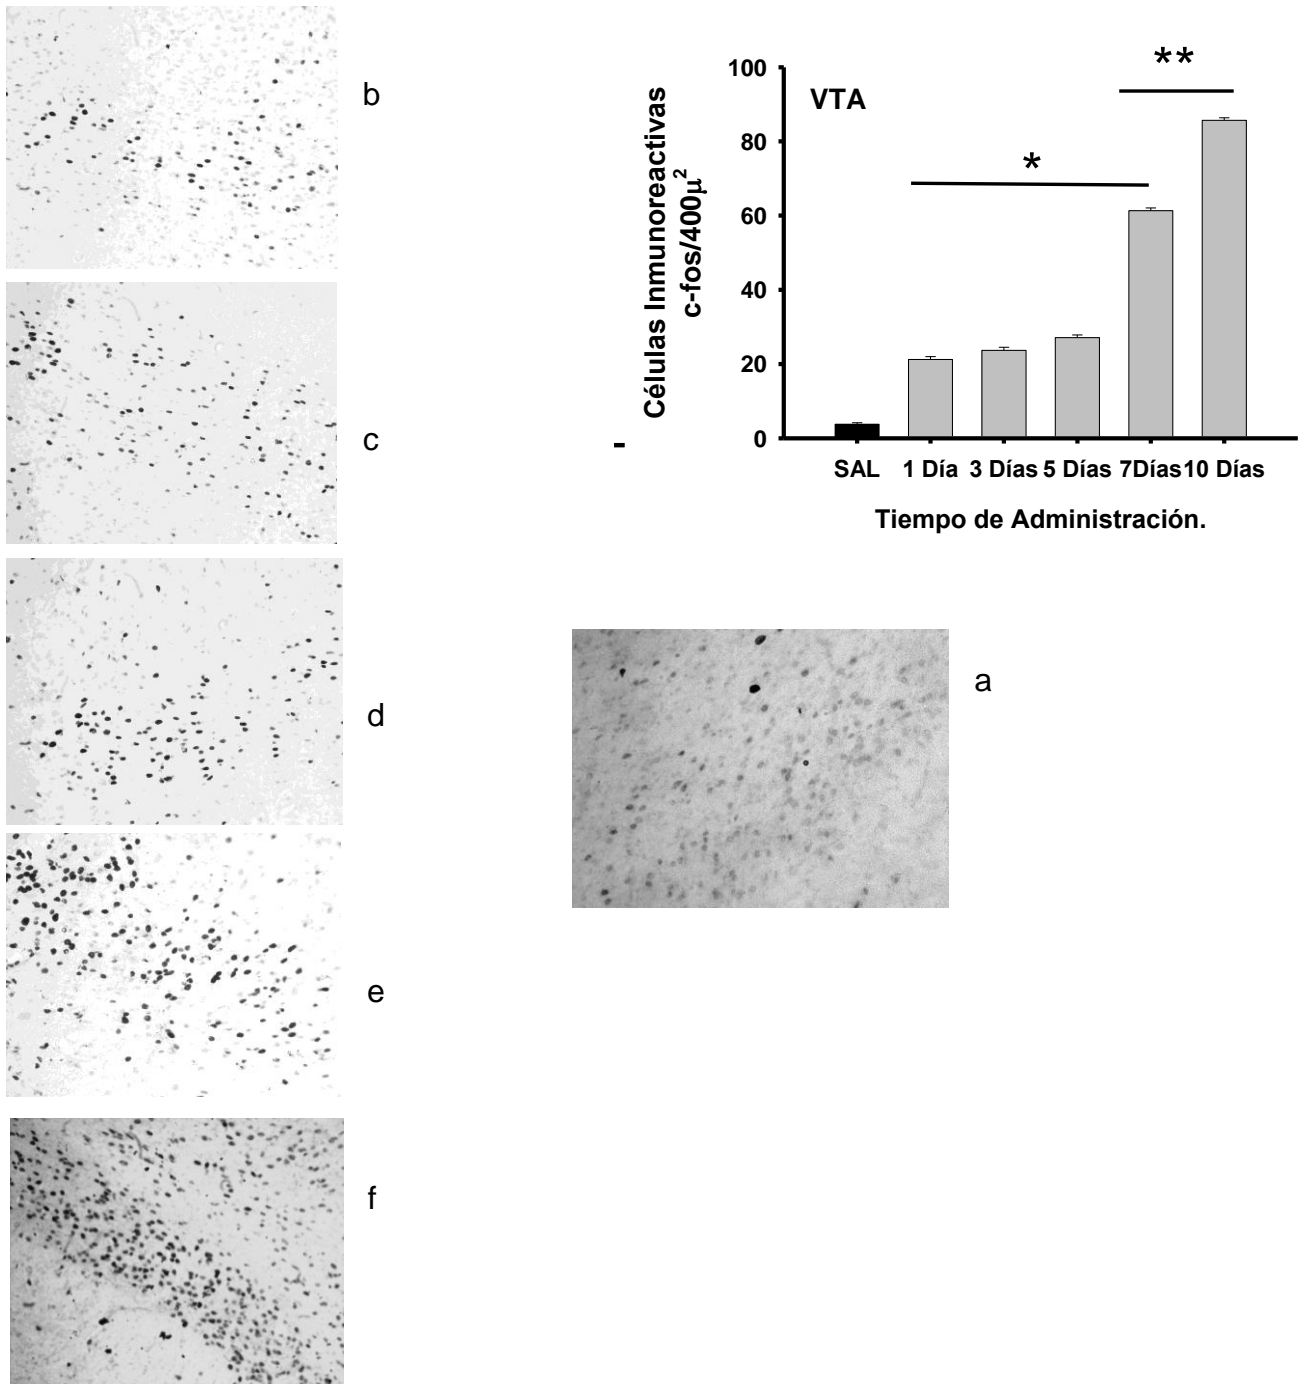 b
c
d
e
f
a
VTA
*
**
Células Inmunoreactivas
c-fos/400μ²
100
80
60
40
20
0
-
SAL 1 Día 3 Días 5 Días 7Días 10 Días
Tiempo de Administración.